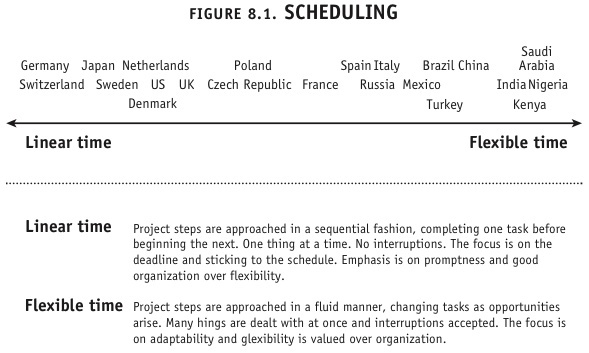 FIGURE 8.1. SCHEDULING
Saudi
Germany Japan Netherlands Poland Spain Italy Brazil China Arabia
Switzerland Sweden US UK Czech Republic France Russia Mexico India Nigeria
Denmark Turkey Kenya
Linear time Flexible time
Linear time Project steps are approached in a sequential fashion, completing one task before
beginning the next. One thing at a time. No interruptions. The focus is on the
deadline and sticking to the schedule. Emphasis is on promptness and good
organization over flexibility.
Flexible time Project steps are approached in a fluid manner, changing tasks as opportunities
arise. Many hings are dealt with at once and interruptions accepted. The focus is
on adaptability and glexibility is valued over organization.